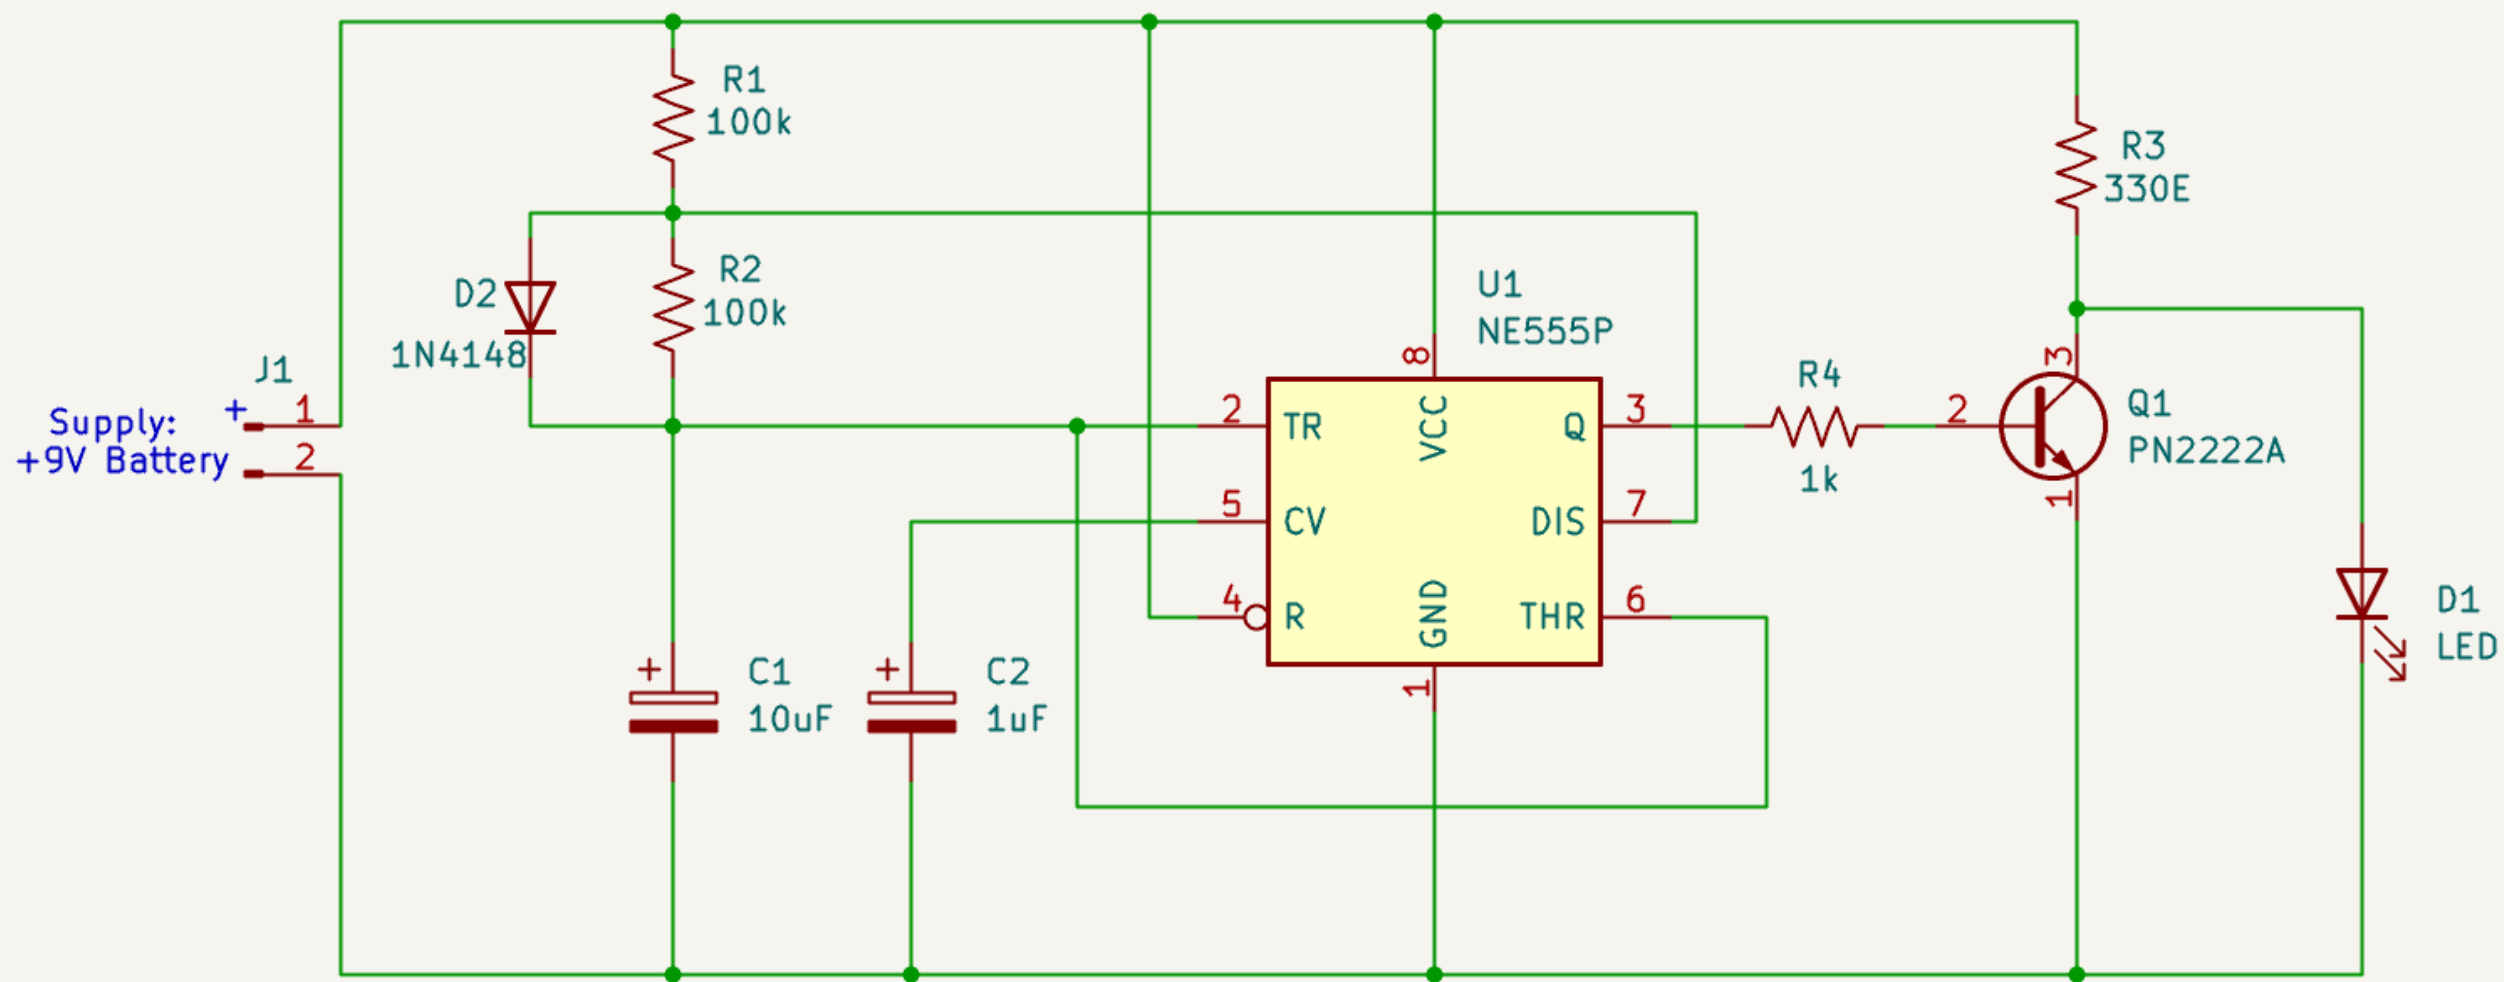 R1
100k
R3
330E
D2
1N4148
R2
100k
U1
NE555P
J1
Supply:
+9V Battery
+ 1
2
8
2 TR
VCC
Q 3
5 CV
DIS 7
4 R
GND
THR 6
1
R4
1k
3
2
1
Q1
PN2222A
D1
LED
+ C1
10uF
+ C2
1uF